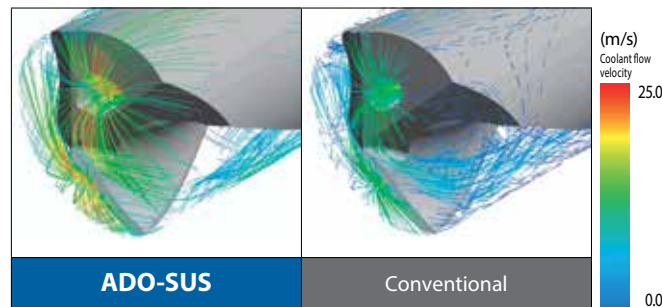 (m/s)
Coolant flow
velocity
25.0
0.0
ADO-SUS
Conventional